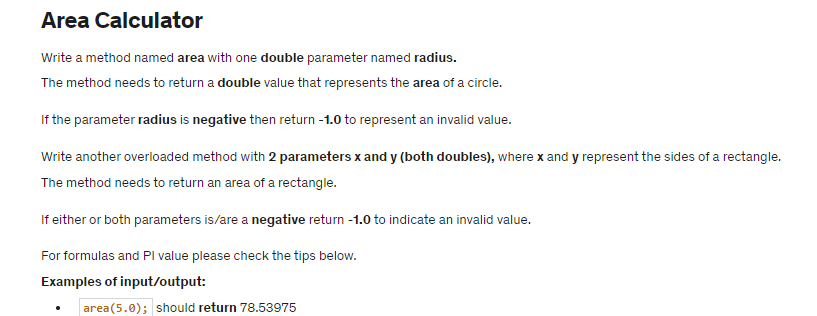 Area Calculator
Write a method named area with one double parameter named radius.
The method needs to return a double value that represents the area of a circle.
If the parameter radius is negative then return -1.0 to represent an invalid value.
Write another overloaded method with 2 parameters x and y (both doubles), where x and y represent the sides of a rectangle.
The method needs to return an area of a rectangle.
If either or both parameters is/are a negative return -1.0 to indicate an invalid value.
For formulas and PI value please check the tips below.
Examples of input/output:
• area(5.0); should return 78.53975